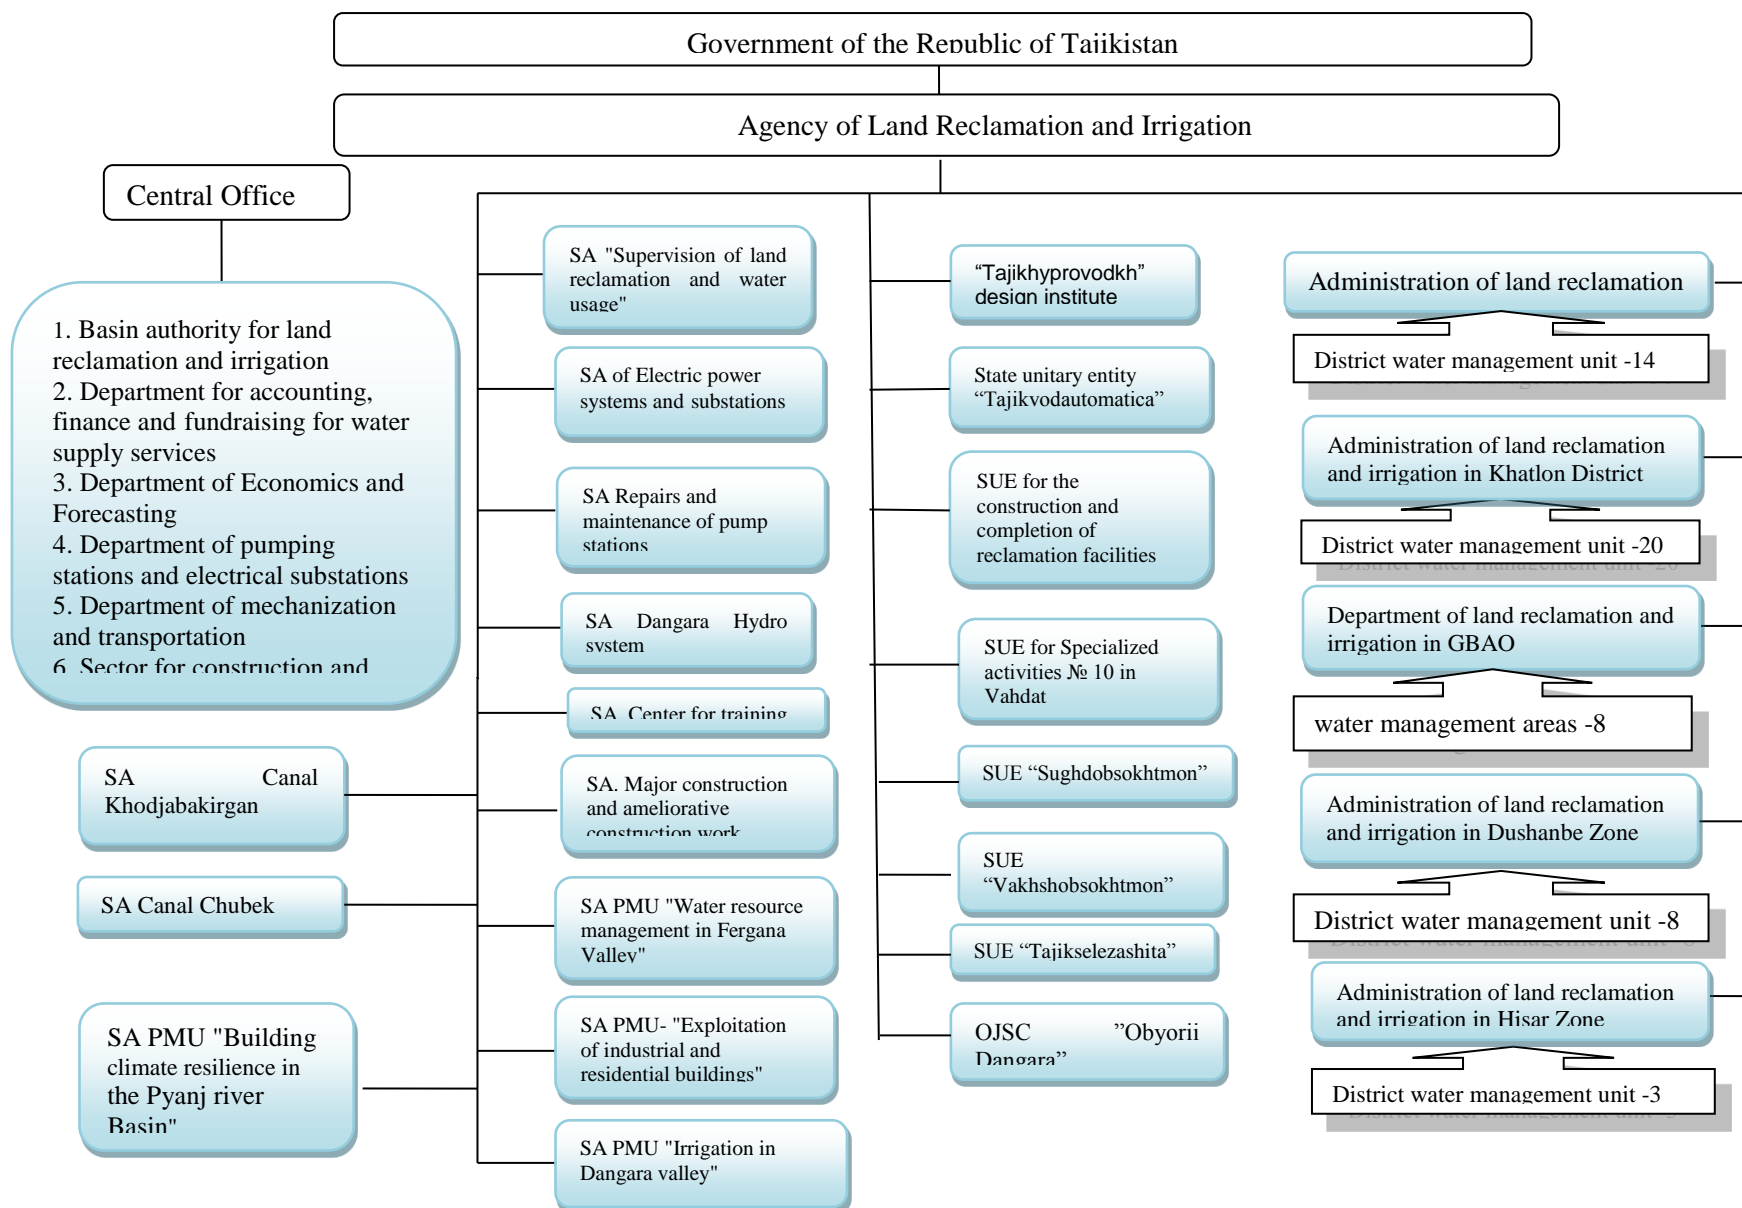 Government of the Republic of Tajikistan
Agency of Land Reclamation and Irrigation
Central Office
1. Basin authority for land
reclamation and irrigation
2. Department for accounting,
finance and fundraising for water
supply services
3. Department of Economics and
Forecasting
4. Department of pumping
stations and electrical substations
5. Department of mechanization
and transportation
6. Sector for construction and
SA Canal
Khodjabakirgan
SA Canal Chubek
SA PMU "Building
climate resilience in
the Pyanj river
Basin"
SA "Supervision of land
reclamation and water
usage"
SA of Electric power
systems and substations
SA Repairs and
maintenance of pump
stations
SA Dangara Hydro
system
SA. Center for training
SA. Major construction
and ameliorative
construction work
SA PMU "Water resource
management in Fergana
Valley"
SA PMU- "Exploitation
of industrial and
residential buildings"
SA PMU "Irrigation in
Dangara valley"
“Tajikhyprovodkh”
design institute
State unitary entity
“Tajikvodautomatica”
SUE for the
construction and
completion of
reclamation facilities
SUE for Specialized
activities № 10 in
Vahdat
SUE “Sughdobsokhtmon”
SUE
“Vakhshobsokhtmon”
SUE “Tajikselezashita”
OJSC ”Obyorii
Dangara”
Administration of land reclamation
District water management unit -14
Administration of land reclamation
and irrigation in Khatlon District
District water management unit -20
Department of land reclamation and
irrigation in GBAO
water management areas -8
Administration of land reclamation
and irrigation in Dushanbe Zone
District water management unit -8
Administration of land reclamation
and irrigation in Hisar Zone
District water management unit -3